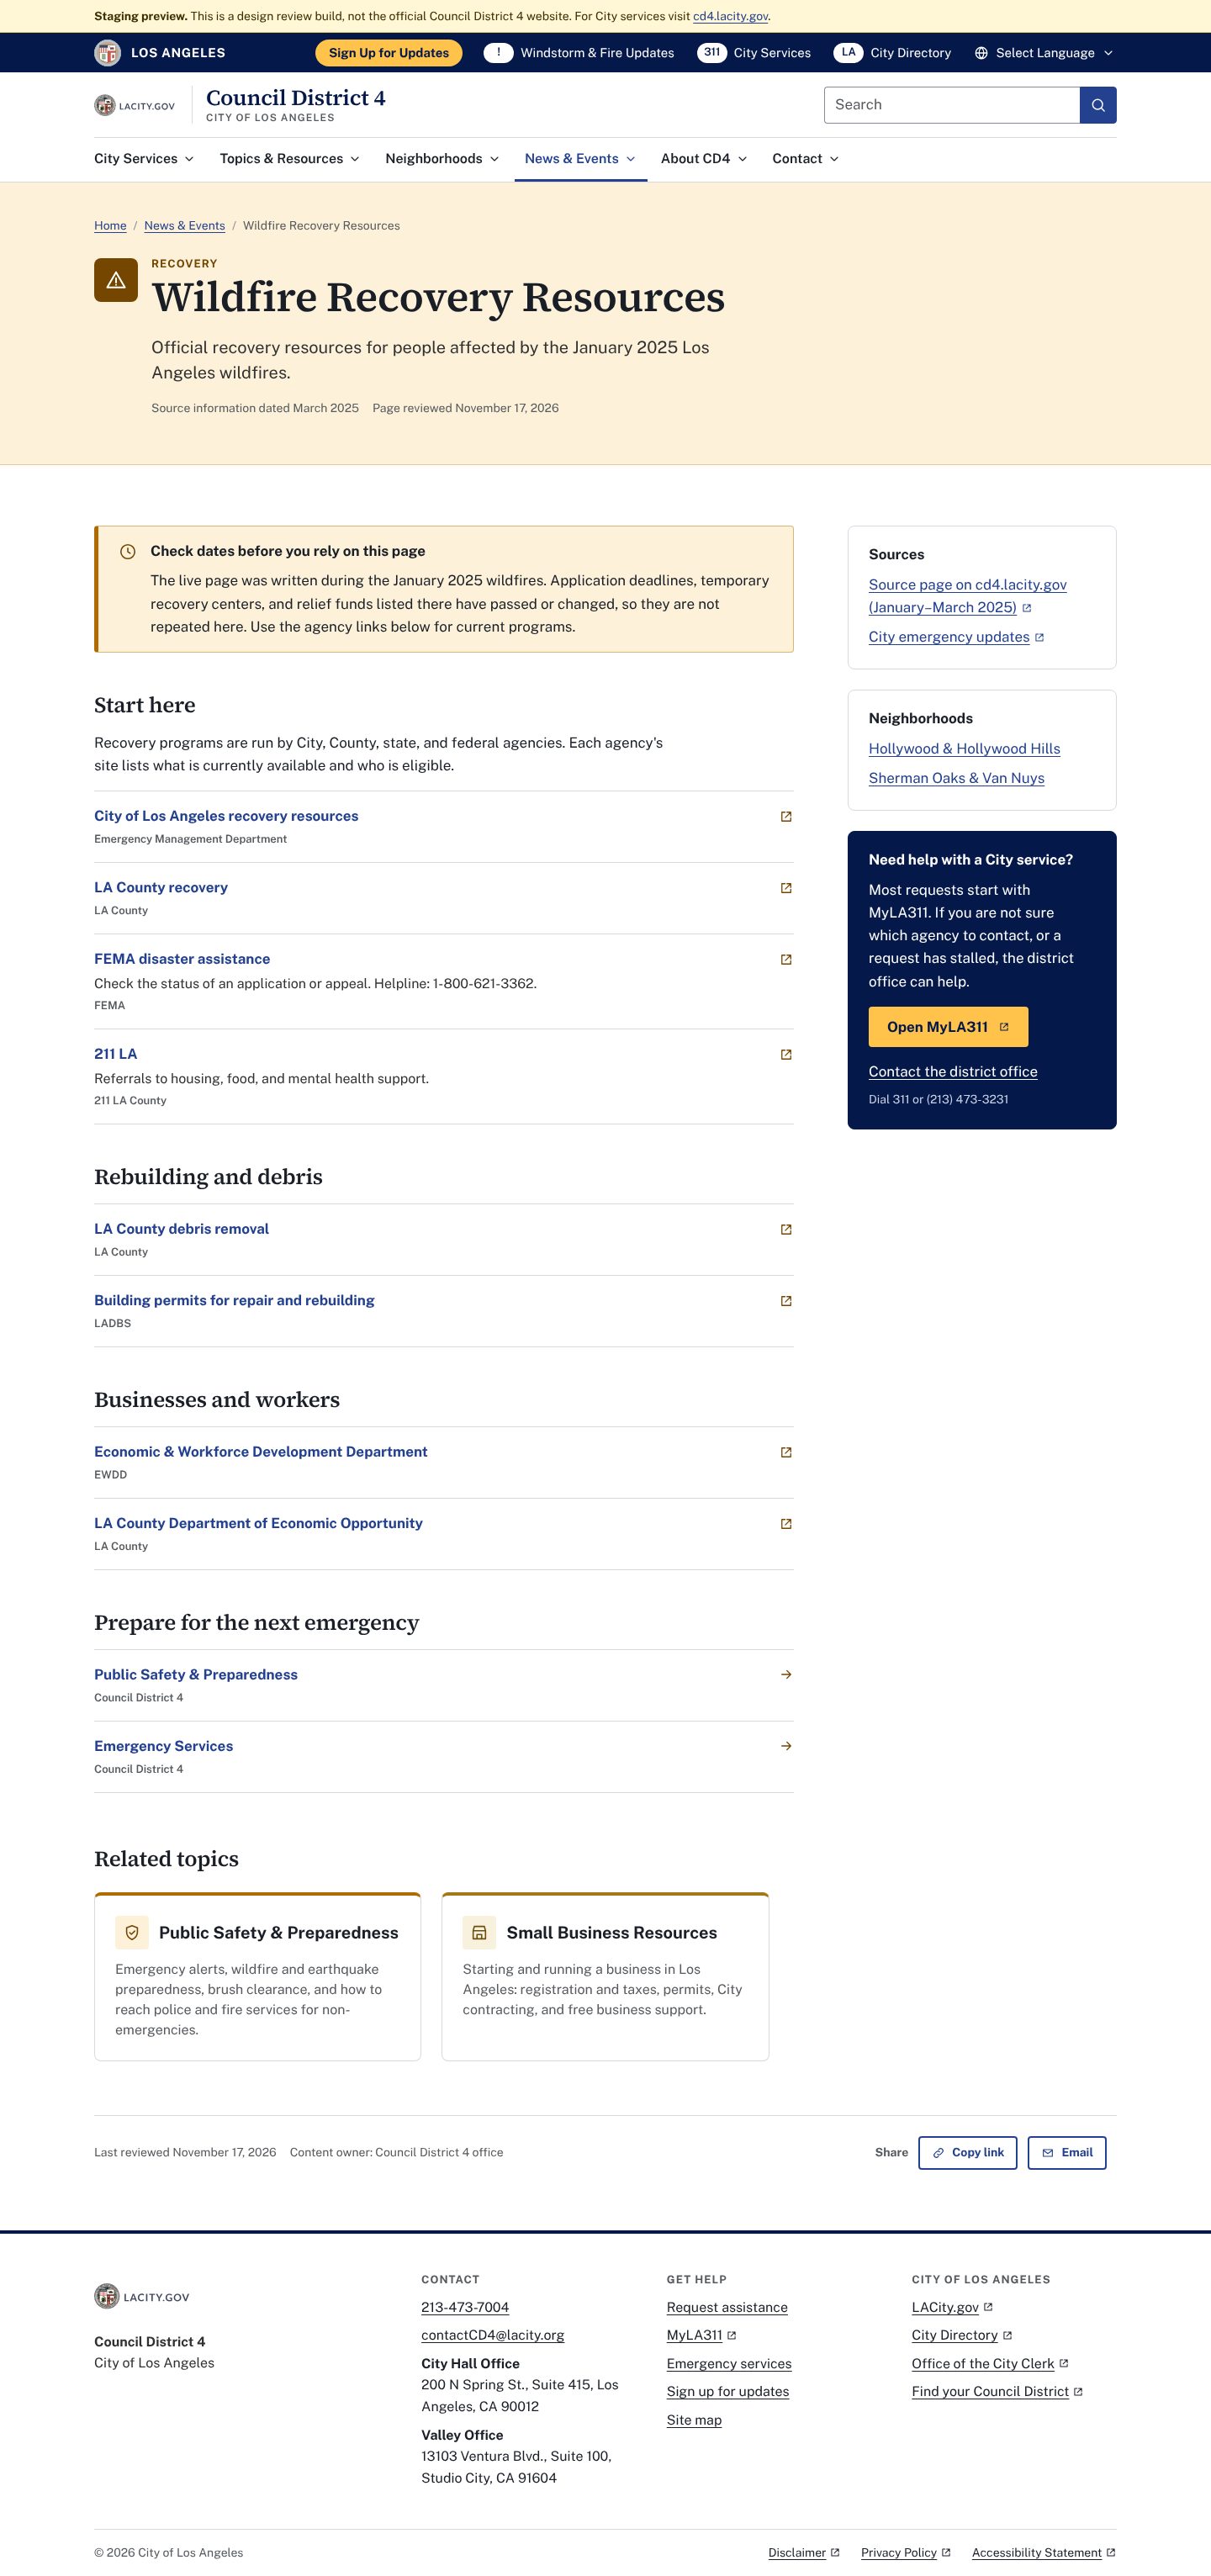 Staging preview. This is a design review build, not the official Council District 4 website. For City services visit cd4.lacity.gov.
LOS ANGELES
Sign Up for Updates
! Windstorm & Fire Updates
311 City Services
LA City Directory
Select Language
LACITY.GOV
Council District 4
CITY OF LOS ANGELES
Search
City Services
Topics & Resources
Neighborhoods
News & Events
About CD4
Contact
Home / News & Events / Wildfire Recovery Resources
RECOVERY
Wildfire Recovery Resources
Official recovery resources for people affected by the January 2025 Los
Angeles wildfires.
Source information dated March 2025 Page reviewed November 17, 2026
Check dates before you rely on this page
The live page was written during the January 2025 wildfires. Application deadlines, temporary
recovery centers, and relief funds listed there have passed or changed, so they are not
repeated here. Use the agency links below for current programs.
Start here
Recovery programs are run by City, County, state, and federal agencies. Each agency's
site lists what is currently available and who is eligible.
City of Los Angeles recovery resources
Emergency Management Department
LA County recovery
LA County
FEMA disaster assistance
Check the status of an application or appeal. Helpline: 1-800-621-3362.
FEMA
211 LA
Referrals to housing, food, and mental health support.
211 LA County
Rebuilding and debris
LA County debris removal
LA County
Building permits for repair and rebuilding
LADBS
Businesses and workers
Economic & Workforce Development Department
EWDD
LA County Department of Economic Opportunity
LA County
Prepare for the next emergency
Public Safety & Preparedness
Council District 4
Emergency Services
Council District 4
Sources
Source page on cd4.lacity.gov
(January–March 2025)
City emergency updates
Neighborhoods
Hollywood & Hollywood Hills
Sherman Oaks & Van Nuys
Need help with a City service?
Most requests start with
MyLA311. If you are not sure
which agency to contact, or a
request has stalled, the district
office can help.
Open MyLA311
Contact the district office
Dial 311 or (213) 473-3231
Related topics
Public Safety & Preparedness
Emergency alerts, wildfire and earthquake
preparedness, brush clearance, and how to
reach police and fire services for non-
emergencies.
Small Business Resources
Starting and running a business in Los
Angeles: registration and taxes, permits, City
contracting, and free business support.
Last reviewed November 17, 2026 Content owner: Council District 4 office
Share
Copy link
Email
LACITY.GOV
Council District 4
City of Los Angeles
CONTACT
213-473-7004
contactCD4@lacity.org
City Hall Office
200 N Spring St., Suite 415, Los
Angeles, CA 90012
Valley Office
13103 Ventura Blvd., Suite 100,
Studio City, CA 91604
GET HELP
Request assistance
MyLA311
Emergency services
Sign up for updates
Site map
CITY OF LOS ANGELES
LACity.gov
City Directory
Office of the City Clerk
Find your Council District
© 2026 City of Los Angeles
Disclaimer
Privacy Policy
Accessibility Statement